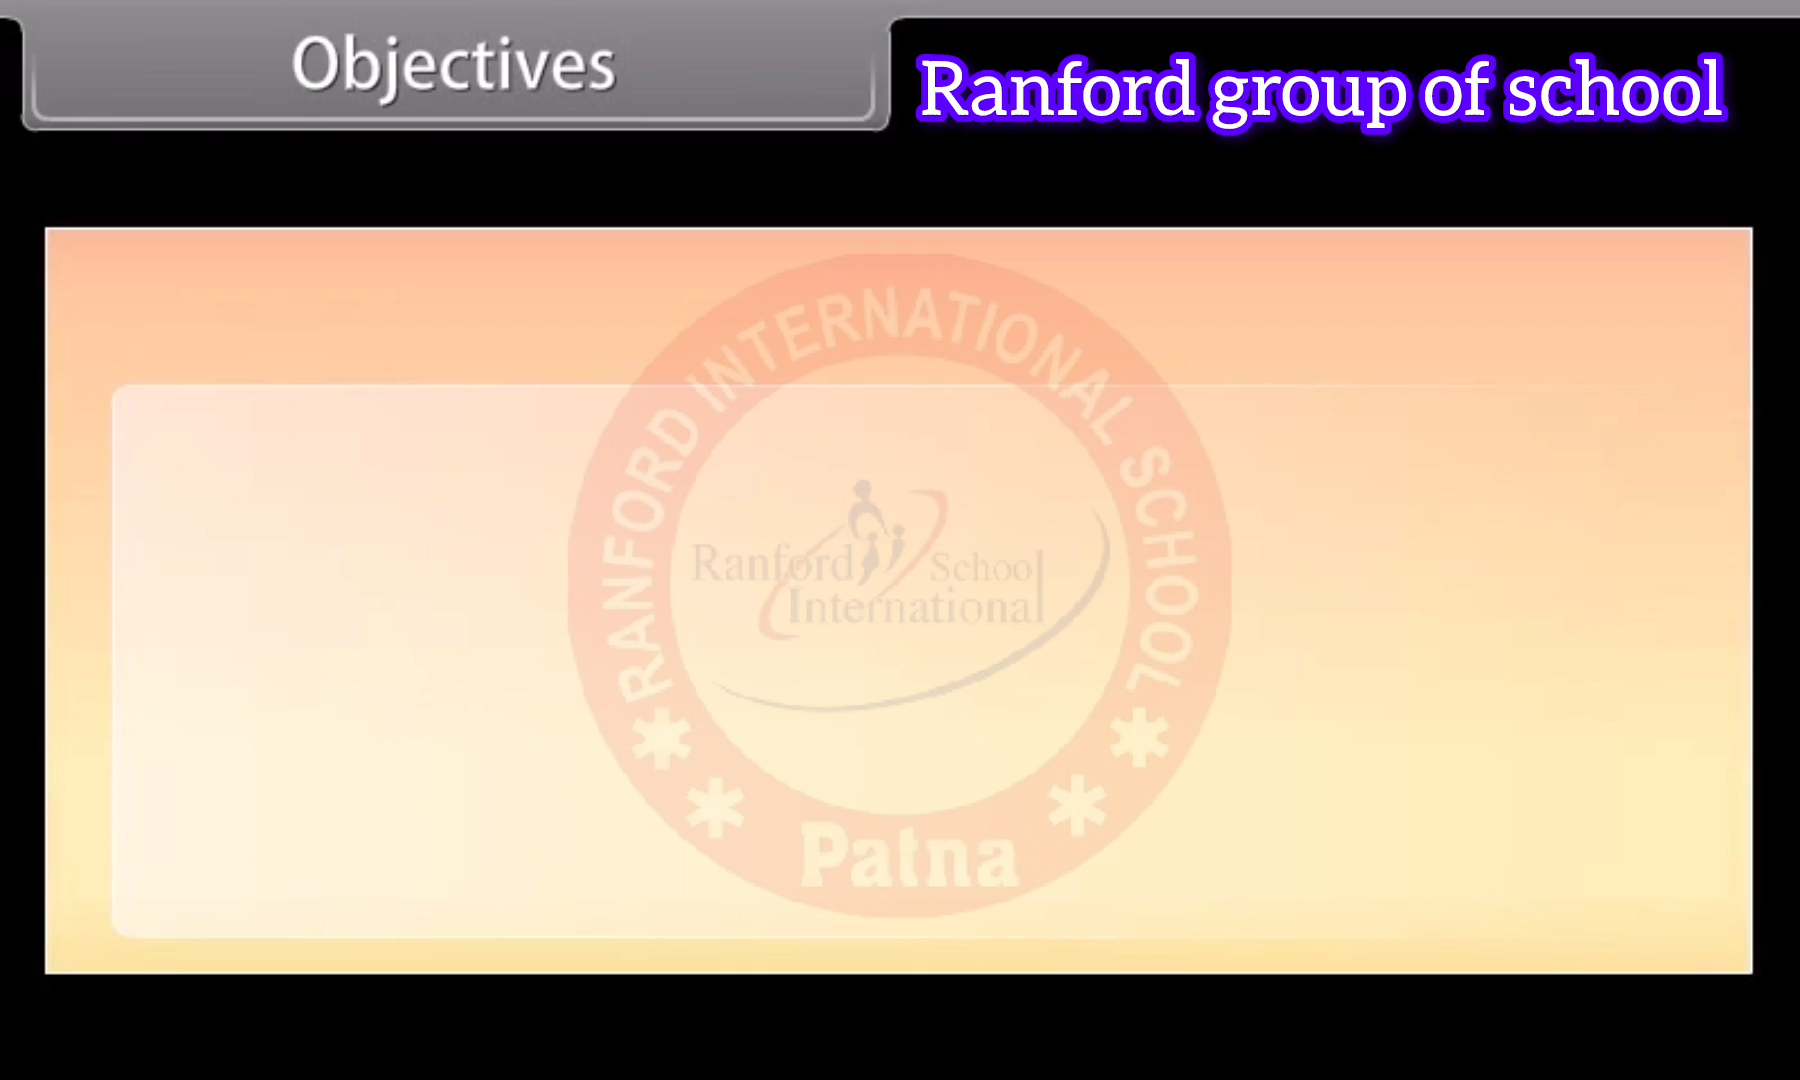 Objectives
Ranford group of school
RANFORD INTERNATIONAL SCHOOL
Ranford School
International
Patna